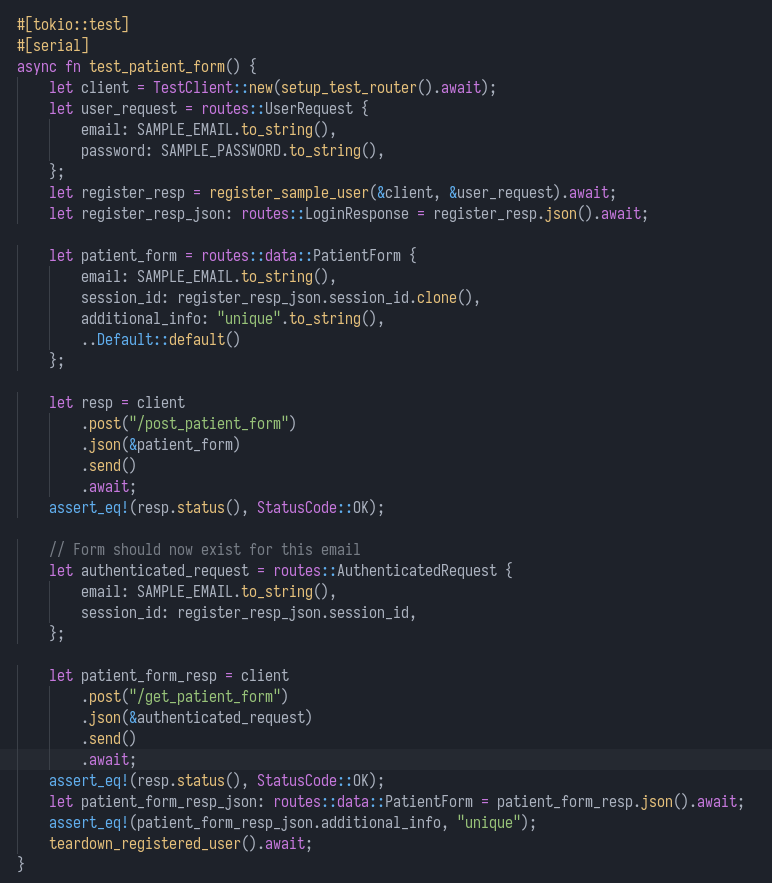 #[tokio::test]
#[serial]
async fn test_patient_form() {
    let client = TestClient::new(setup_test_router().await);
    let user_request = routes::UserRequest {
        email: SAMPLE_EMAIL.to_string(),
        password: SAMPLE_PASSWORD.to_string(),
    };
    let register_resp = register_sample_user(&client, &user_request).await;
    let register_resp_json: routes::LoginResponse = register_resp.json().await;

    let patient_form = routes::data::PatientForm {
        email: SAMPLE_EMAIL.to_string(),
        session_id: register_resp_json.session_id.clone(),
        additional_info: "unique".to_string(),
        ..Default::default()
    };

    let resp = client
        .post("/post_patient_form")
        .json(&patient_form)
        .send()
        .await;
    assert_eq!(resp.status(), StatusCode::OK);

    // Form should now exist for this email
    let authenticated_request = routes::AuthenticatedRequest {
        email: SAMPLE_EMAIL.to_string(),
        session_id: register_resp_json.session_id,
    };

    let patient_form_resp = client
        .post("/get_patient_form")
        .json(&authenticated_request)
        .send()
        .await;
    assert_eq!(resp.status(), StatusCode::OK);
    let patient_form_resp_json: routes::data::PatientForm = patient_form_resp.json().await;
    assert_eq!(patient_form_resp_json.additional_info, "unique");
    teardown_registered_user().await;
}